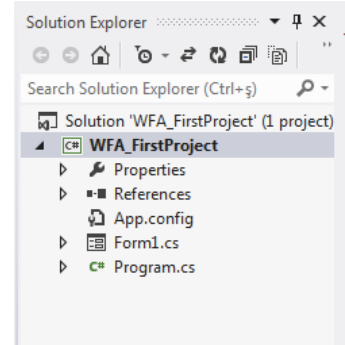 Solution Explorer
Search Solution Explorer (Ctrl+ş)
Solution 'WFA_FirstProject' (1 project)
C# WFA_FirstProject
Properties
References
App.config
Form1.cs
C# Program.cs